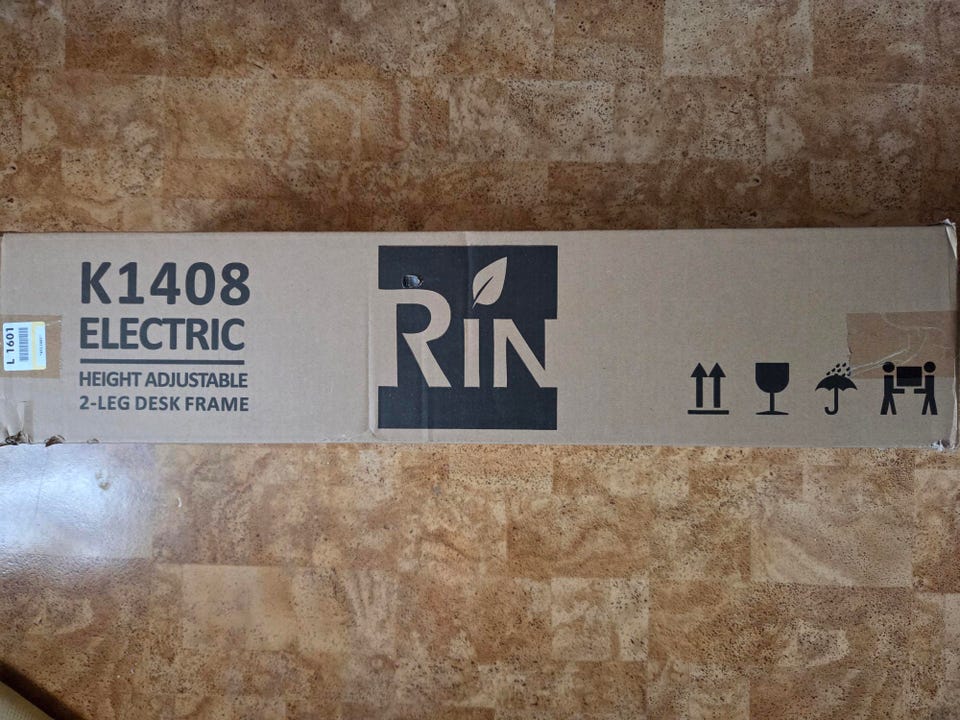 K1408
ELECTRIC
HEIGHT ADJUSTABLE
2-LEG DESK FRAME
RiN
L 1601